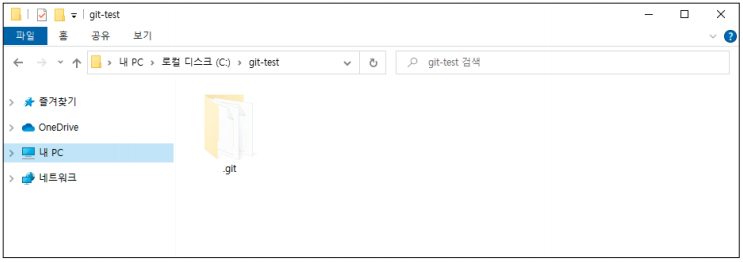 git-test
파일 홈 공유 보기
내 PC 로컬 디스크 (C:) git-test git-test 검색
즐겨찾기
OneDrive
내 PC
네트워크
.git